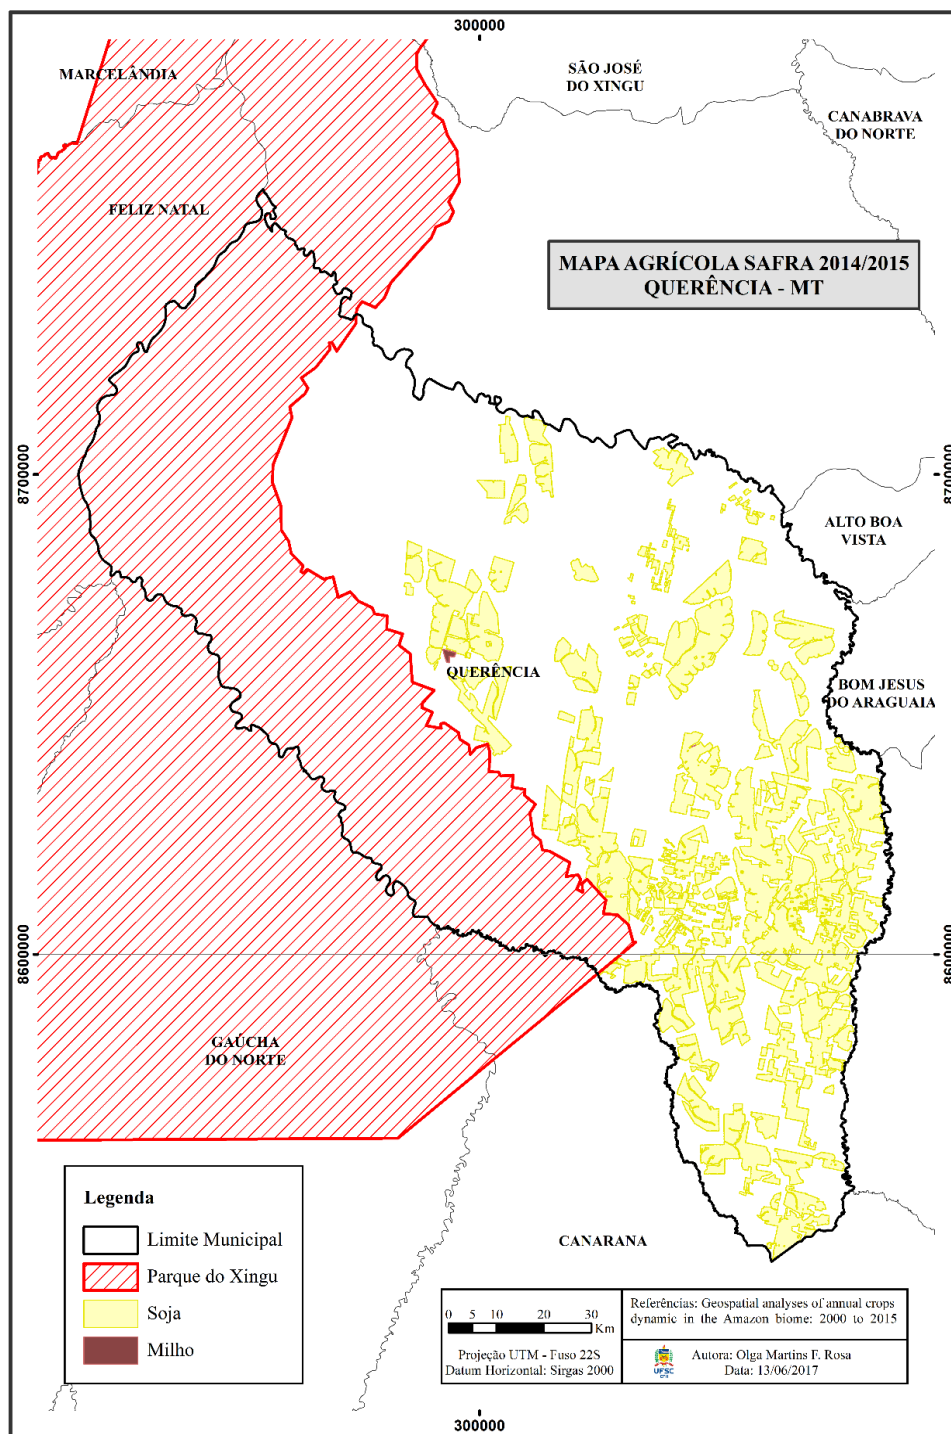 300000
MARCELÂNDIA
SÃO JOSÉ
DO XINGU
CANABRAVA
DO NORTE
FELIZ NATAL
MAPA AGRÍCOLA SAFRA 2014/2015
QUERÊNCIA - MT
8700000
8700000
ALTO BOA
VISTA
QUERÊNCIA
BOM JESUS
DO ARAGUAIA
8600000
8600000
GAÚCHA
DO NORTE
CANARANA
Legenda
Limite Municipal
Parque do Xingu
Soja
Milho
0 5 10 20 30
Km
Projeção UTM - Fuso 22S
Datum Horizontal: Sirgas 2000
Referências: Geospatial analyses of annual crops
dynamic in the Amazon biome: 2000 to 2015
UFSC
Autora: Olga Martins F. Rosa
Data: 13/06/2017
300000